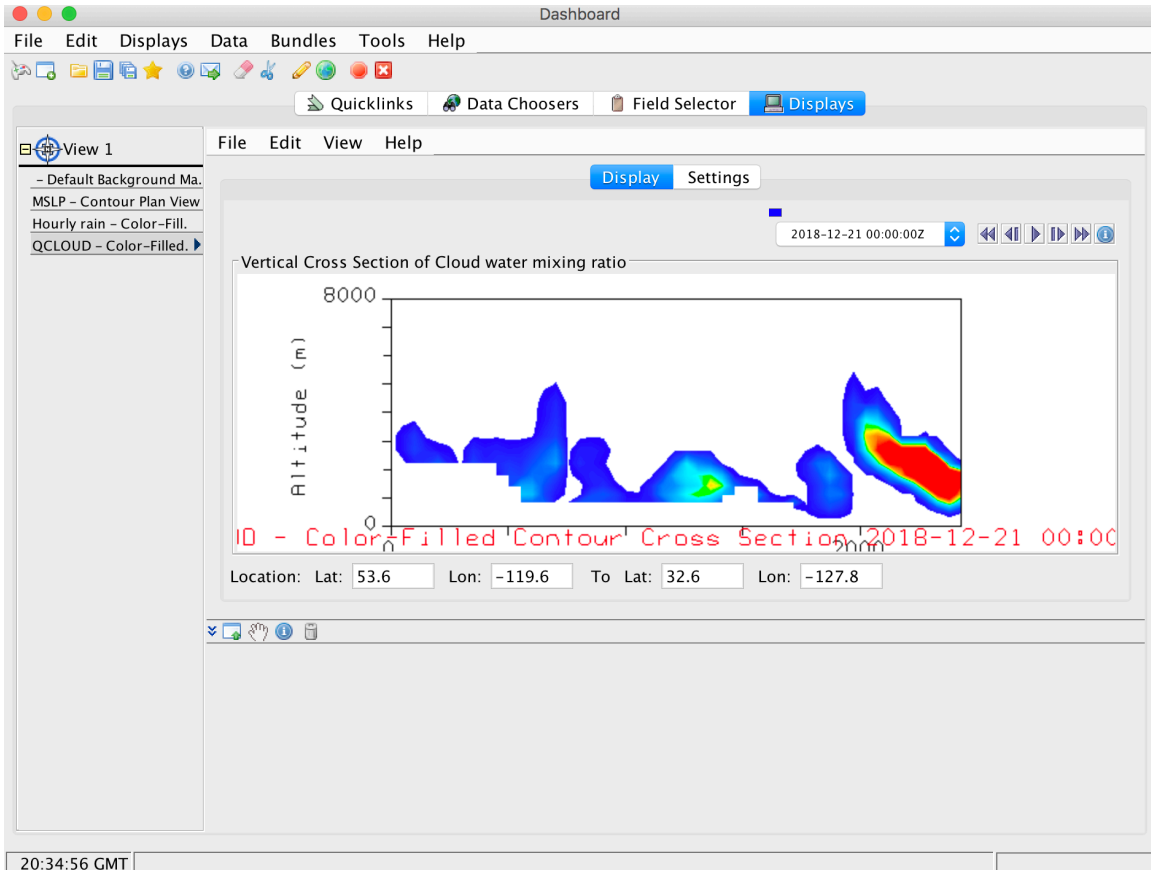 Dashboard
File Edit Displays Data Bundles Tools Help
Quicklinks Data Choosers Field Selector Displays
View 1
– Default Background Ma.
MSLP – Contour Plan View
Hourly rain – Color–Fill.
QCLOUD – Color–Filled.
File Edit View Help
Display Settings
2018–12–21 00:00:00Z
Vertical Cross Section of Cloud water mixing ratio
8000
Altitude (m)
0
0 2000
D - Color-Filled Contour Cross Section 2018-12-21 00:00
Location: Lat: 53.6 Lon: –119.6 To Lat: 32.6 Lon: –127.8
20:34:56 GMT